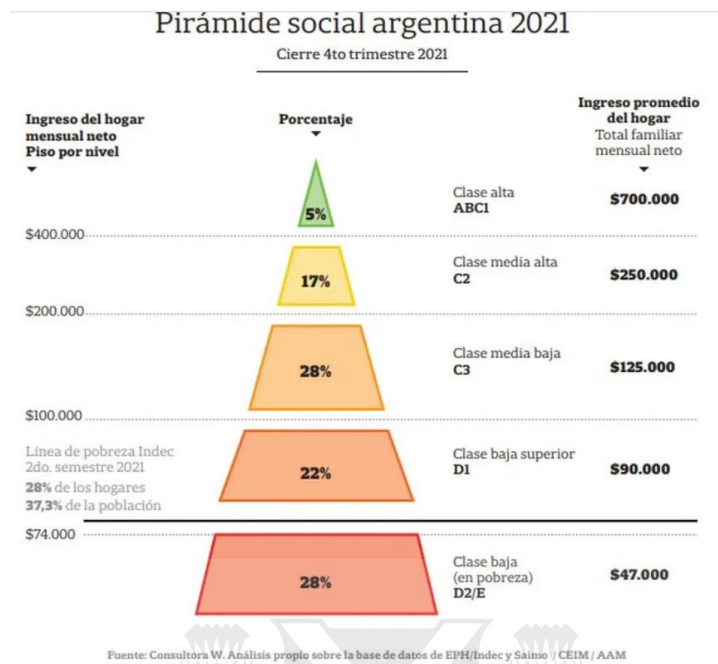 Pirámide social argentina 2021
Cierre 4to trimestre 2021
Ingreso del hogar
mensual neto
Piso por nivel
Porcentaje
Ingreso promedio
del hogar
Total familiar
mensual neto
5%
Clase alta
ABC1
$700.000
$400.000
17%
Clase media alta
C2
$250.000
$200.000
28%
Clase media baja
C3
$125.000
$100.000
Línea de pobreza Indec
2do. semestre 2021
28% de los hogares
37,3% de la población
22%
Clase baja superior
D1
$90.000
$74.000
28%
Clase baja
(en pobreza)
D2/E
$47.000
Fuente: Consultora W. Análisis propio sobre la base de datos de EPH/Indec y Saimo / CEIM / AAM